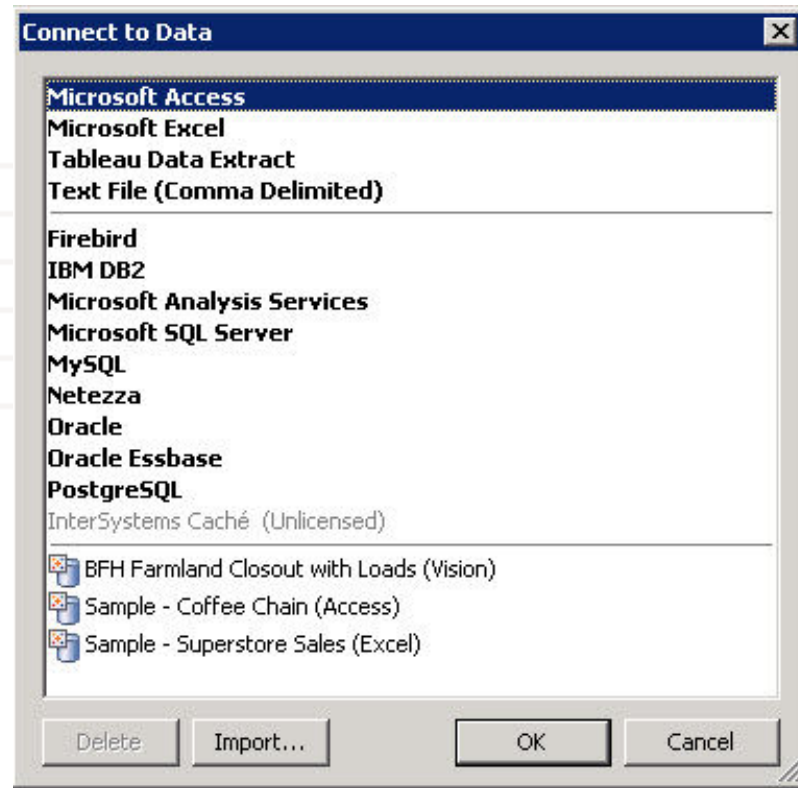 Connect to Data
Microsoft Access
Microsoft Excel
Tableau Data Extract
Text File (Comma Delimited)
Firebird
IBM DB2
Microsoft Analysis Services
Microsoft SQL Server
MySQL
Netezza
Oracle
Oracle Essbase
PostgreSQL
InterSystems Caché (Unlicensed)
BFH Farmland Closout with Loads (Vision)
Sample - Coffee Chain (Access)
Sample - Superstore Sales (Excel)
Delete Import... OK Cancel